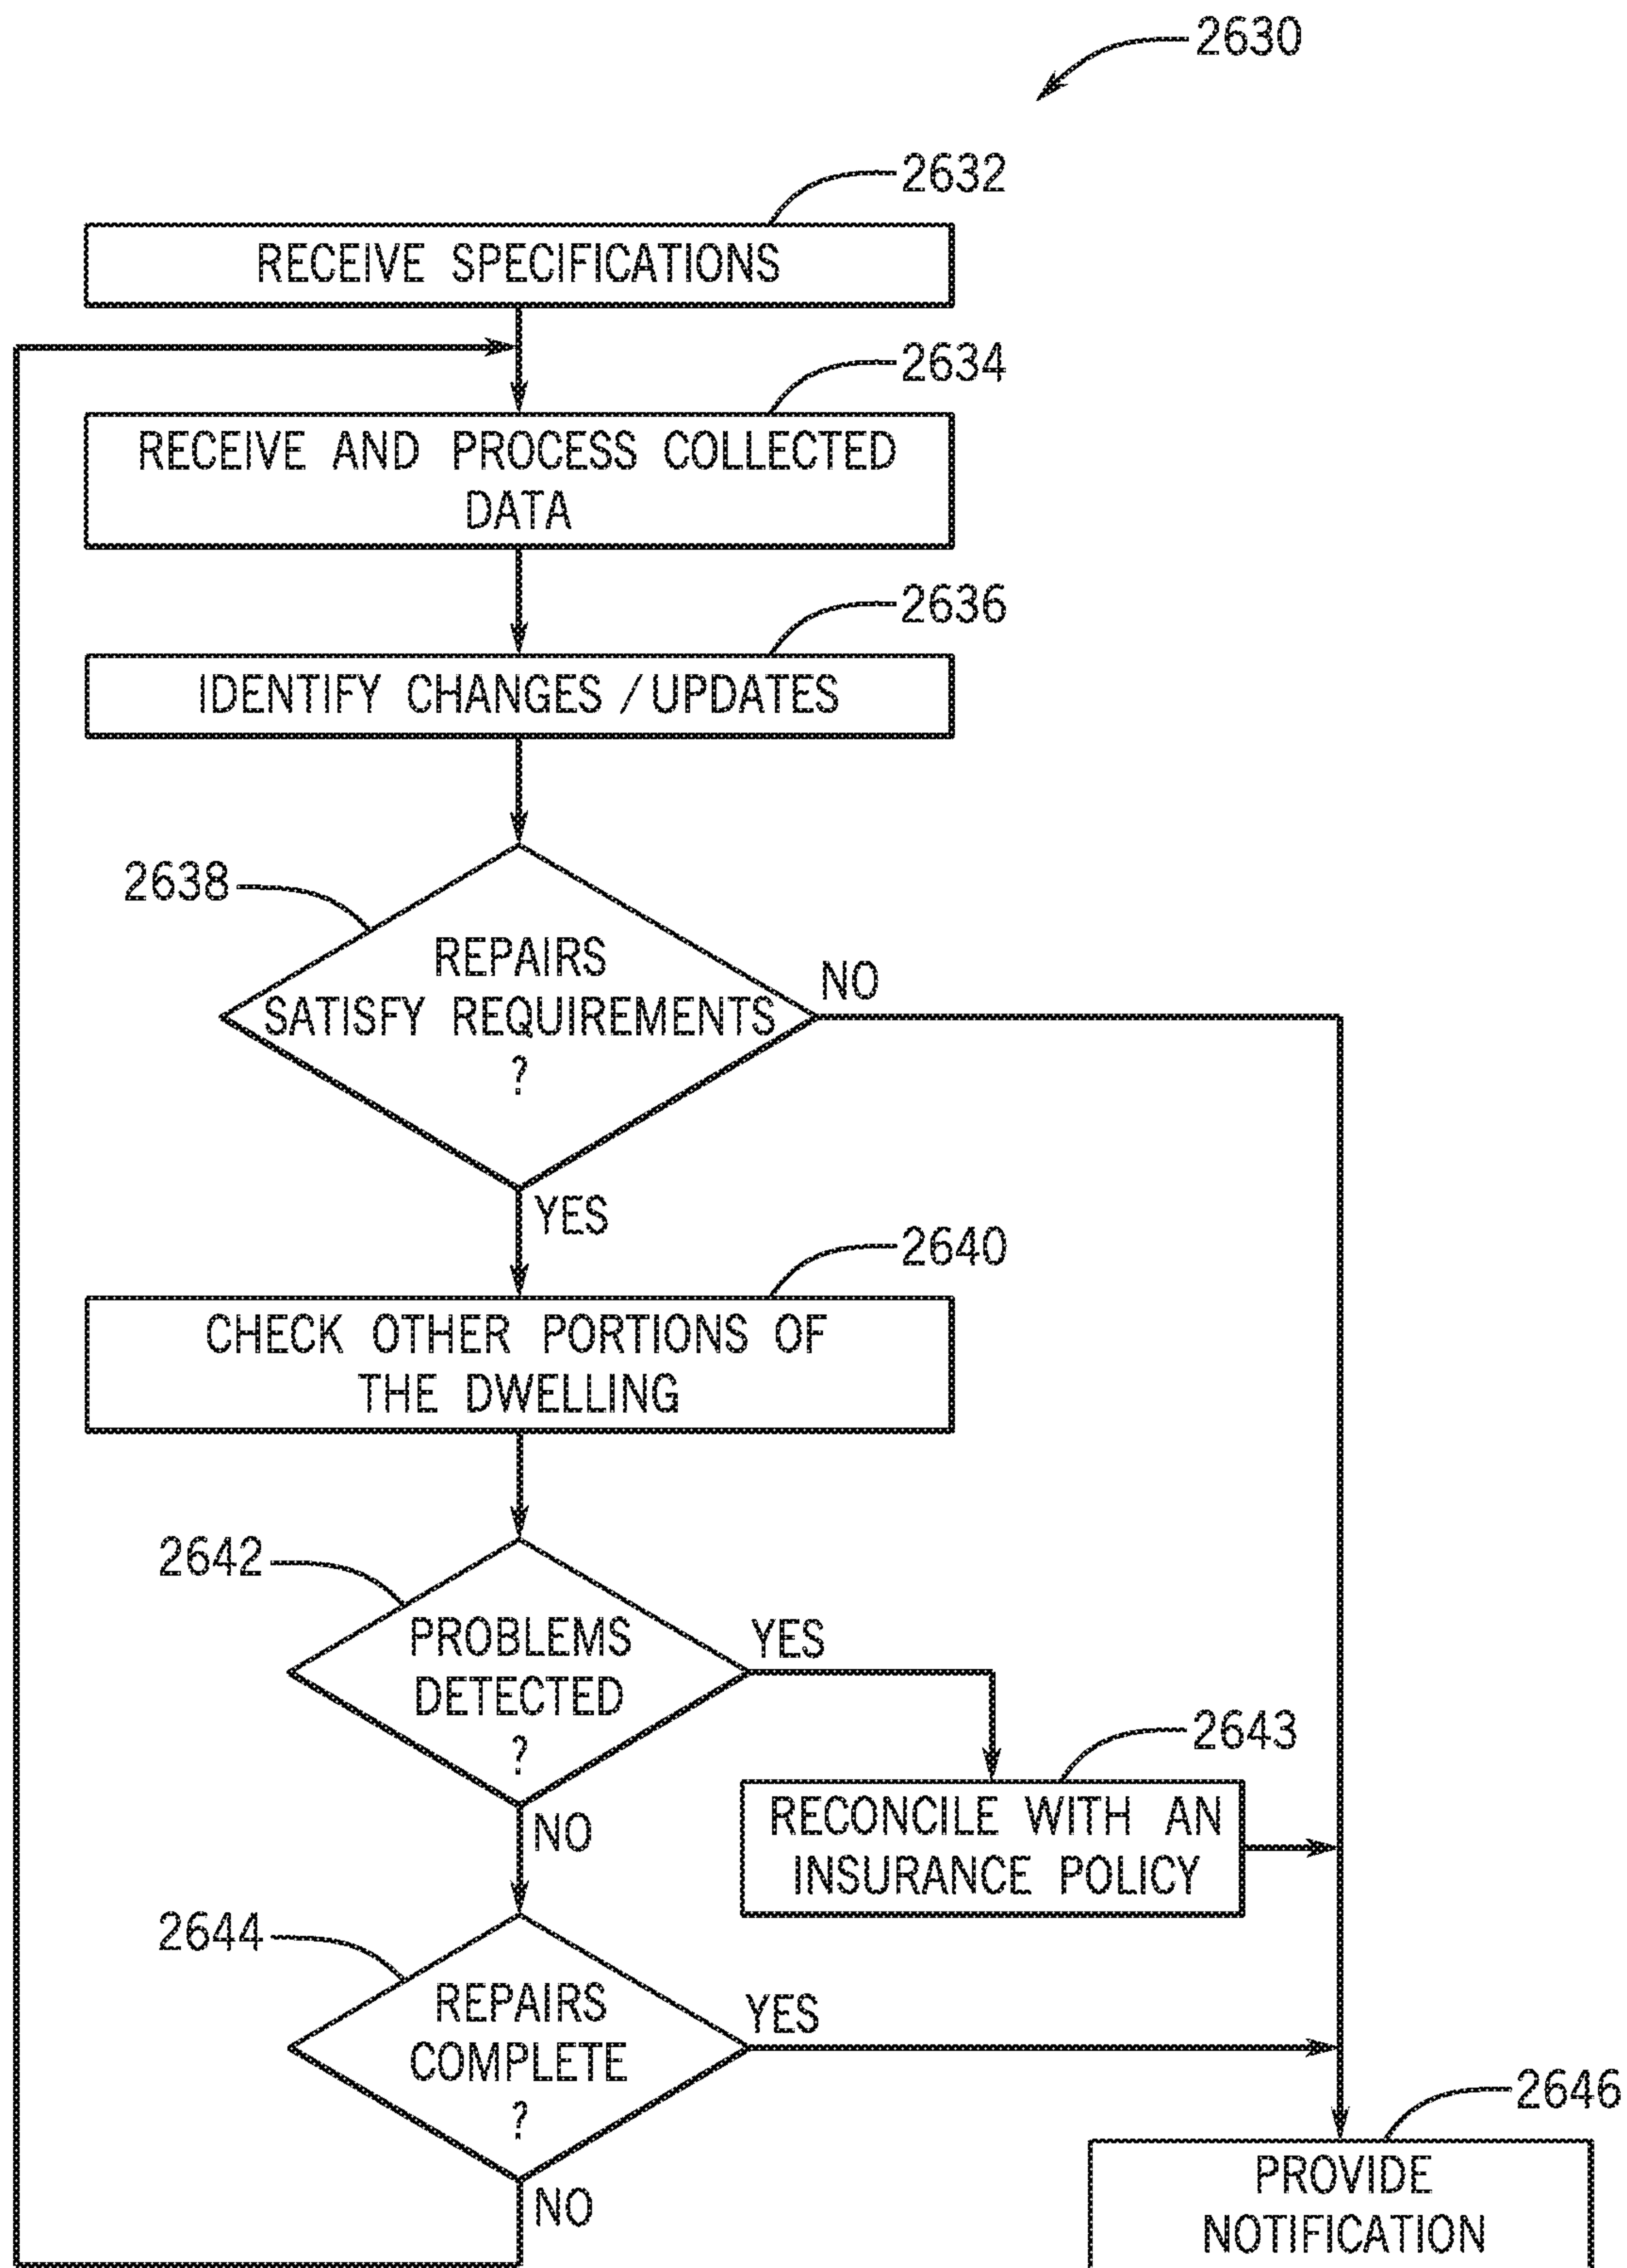 2630
2632
RECEIVE SPECIFICATIONS
2634
RECEIVE AND PROCESS COLLECTED
DATA
2636
IDENTIFY CHANGES / UPDATES
2638
REPAIRS
SATISFY REQUIREMENTS
?
NO
YES
2640
CHECK OTHER PORTIONS OF
THE DWELLING
2642
PROBLEMS
DETECTED
?
YES
NO
2643
RECONCILE WITH AN
INSURANCE POLICY
2644
REPAIRS
COMPLETE
?
YES
NO
2646
PROVIDE
NOTIFICATION